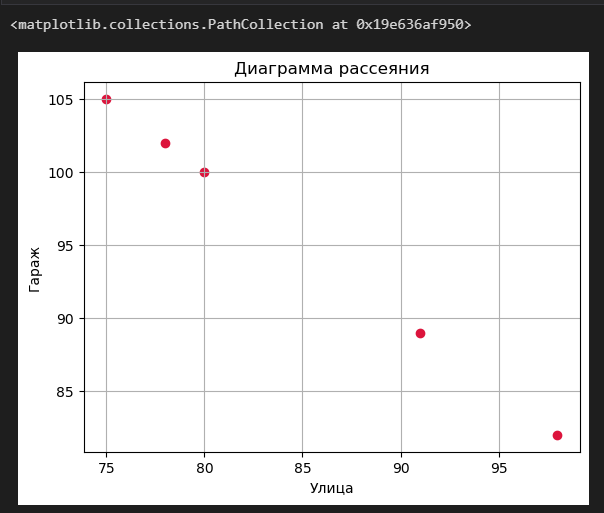 <matplotlib.collections.PathCollection at 0x19e636af950>
Диаграмма рассеяния
105
100
95
90
85
Гараж
75 80 85 90 95
Улица